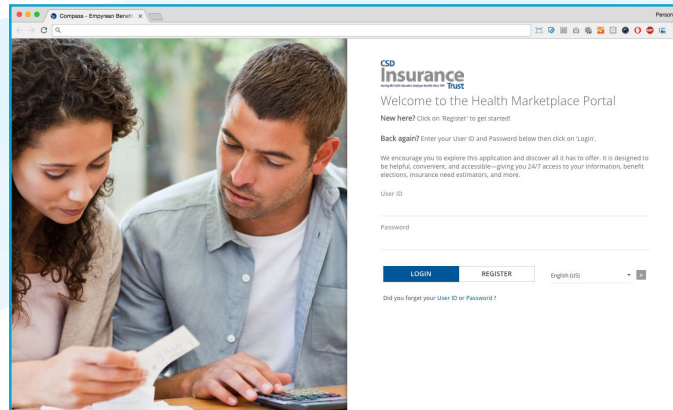 Compass - Empyrean Benefi
Person
CSD
Insurance
Trust
Welcome to the Health Marketplace Portal
New here? Click on 'Register' to get started!
Back again? Enter your User ID and Password below then click on 'Login'.
We encourage you to explore this application and discover all it has to offer. It is designed to
be helpful, convenient, and accessible—giving you 24/7 access to your information, benefit
elections, insurance need estimators, and more.
User ID
Password
LOGIN REGISTER English (US)
Did you forget your User ID or Password ?